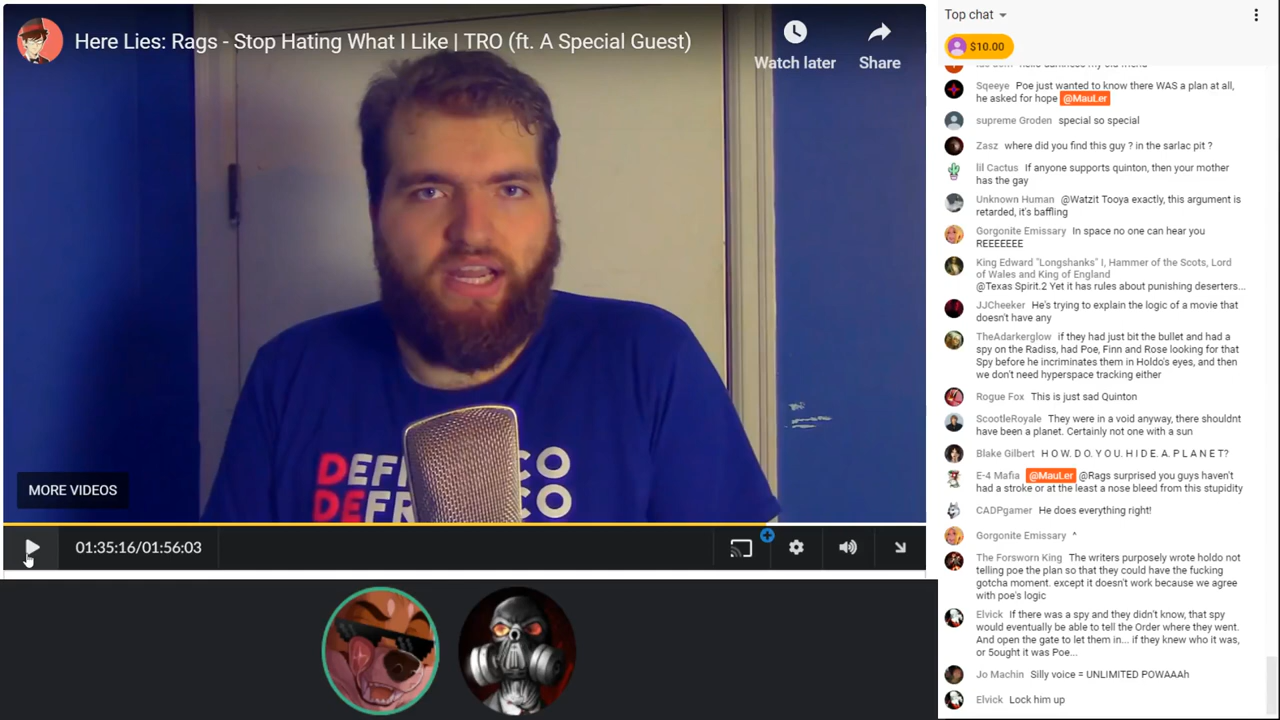 Here Lies: Rags - Stop Hating What I Like | TRO (ft. A Special Guest)
Watch later
Share
MORE VIDEOS
01:35:16/01:56:03
Top chat
$10.00
Sqeeye Poe just wanted to know there WAS a plan at all,
he asked for hope @MauLer
supreme Groden special so special
Zasz where did you find this guy ? in the sarlac pit ?
lil Cactus If anyone supports quinton, then your mother
has the gay
Unknown Human @Watzit Tooya exactly, this argument is
retarded, it's baffling
Gorgonite Emissary In space no one can hear you
REEEEEEE
King Edward "Longshanks" I, Hammer of the Scots, Lord
of Wales and King of England
@Texas Spirit.2 Yet it has rules about punishing deserters...
JJCheeker He's trying to explain the logic of a movie that
doesn't have any
TheAdarkerglow if they had just bit the bullet and had a
spy on the Radiss, had Poe, Finn and Rose looking for that
Spy before he incriminates them in Holdo's eyes, and then
we don't need hyperspace tracking either
Rogue Fox This is just sad Quinton
ScootleRoyale They were in a void anyway, there shouldnt
have been a planet. Certainly not one with a sun
Blake Gilbert H O W. D O. Y O U. H I D E. A. P L A N E T?
E-4 Mafia @MauLer @Rags surprised you guys haven't
had a stroke or at the least a nose bleed from this stupidity
CADPgamer He does everything right!
Gorgonite Emissary ^
The Forsworn King The writers purposely wrote holdo not
telling poe the plan so that they could have the fucking
gotcha moment. except it doesn't work because we agree
with poe's logic
Elvick If there was a spy and they didn't know, that spy
would eventually be able to tell the Order where they went.
And open the gate to let them in... if they knew who it was,
or 5ought it was Poe...
Jo Machin Silly voice = UNLIMITED POWAAAh
Elvick Lock him up